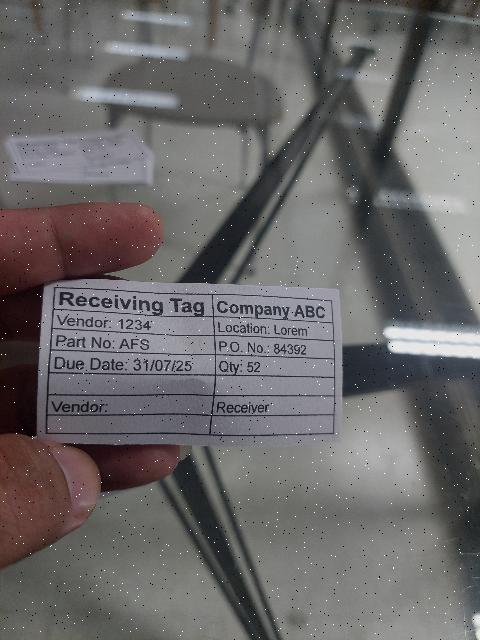 Receiving Tag Company ABC
Vendor: 1234 Location: Lorem
Part No: AFS P.O. No.: 84392
Due Date: 31/07/25 Qty: 52
Vendor: Receiver